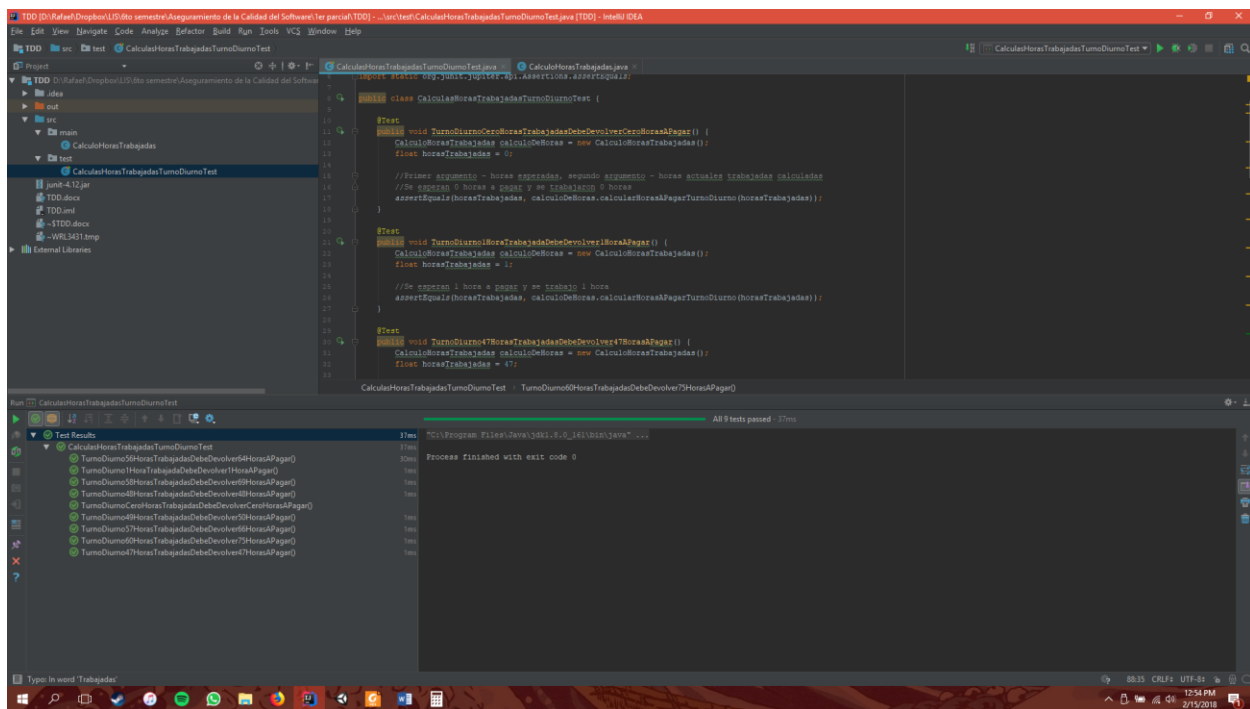 TDD [D:\Rafael\Dropbox\LIS\6to semestre\Aseguramiento de la Calidad del Software\1er parcial\TDD] - ...\src\test\CalculasHorasTrabajadasTurnoDiurnoTest.java [TDD] - IntelliJ IDEA
File Edit View Navigate Code Analyze Refactor Build Run Tools VCS Window Help
TDD src test CalculasHorasTrabajadasTurnoDiurnoTest
CalculasHorasTrabajadasTurnoDiurnoTest
Project
CalculasHorasTrabajadasTurnoDiurnoTest.java
CalculoHorasTrabajadas.java
TDD D:\Rafael\Dropbox\LIS\6to semestre\Aseguramiento de la Calidad del Softwar
.idea
out
src
main
CalculoHorasTrabajadas
test
CalculasHorasTrabajadasTurnoDiurnoTest
junit-4.12.jar
TDD.docx
TDD.iml
~$TDD.docx
~WRL3431.tmp
External Libraries
import static org.junit.jupiter.api.Assertions.assertEquals;
public class CalculasHorasTrabajadasTurnoDiurnoTest {
@Test
public void TurnoDiurnoCeroHorasTrabajadasDebeDevolverCeroHorasAPagar() {
CalculoHorasTrabajadas calculoDeHoras = new CalculoHorasTrabajadas();
float horasTrabajadas = 0;
//Primer argumento - horas esperadas, segundo argumento - horas actuales trabajadas calculadas
//Se esperan 0 horas a pagar y se trabajaron 0 horas
assertEquals(horasTrabajadas, calculoDeHoras.calcularHorasAPagarTurnoDiurno(horasTrabajadas));
}
@Test
public void TurnoDiurno1HoraTrabajadaDebeDevolver1HoraAPagar() {
CalculoHorasTrabajadas calculoDeHoras = new CalculoHorasTrabajadas();
float horasTrabajadas = 1;
//Se esperan 1 hora a pagar y se trabajo 1 hora
assertEquals(horasTrabajadas, calculoDeHoras.calcularHorasAPagarTurnoDiurno(horasTrabajadas));
}
@Test
public void TurnoDiurno47HorasTrabajadasDebeDevolver47HorasAPagar() {
CalculoHorasTrabajadas calculoDeHoras = new CalculoHorasTrabajadas();
float horasTrabajadas = 47;
CalculasHorasTrabajadasTurnoDiurnoTest › TurnoDiurno60HorasTrabajadasDebeDevolver75HorasAPagar()
Run CalculasHorasTrabajadasTurnoDiurnoTest
All 9 tests passed - 37ms
Test Results 37ms
CalculasHorasTrabajadasTurnoDiurnoTest 37ms
TurnoDiurno56HorasTrabajadasDebeDevolver64HorasAPagar() 30ms
TurnoDiurno1HoraTrabajadaDebeDevolver1HoraAPagar() 1ms
TurnoDiurno58HorasTrabajadasDebeDevolver69HorasAPagar() 1ms
TurnoDiurno48HorasTrabajadasDebeDevolver48HorasAPagar() 1ms
TurnoDiurnoCeroHorasTrabajadasDebeDevolverCeroHorasAPagar()
TurnoDiurno49HorasTrabajadasDebeDevolver50HorasAPagar() 1ms
TurnoDiurno57HorasTrabajadasDebeDevolver66HorasAPagar() 1ms
TurnoDiurno60HorasTrabajadasDebeDevolver75HorasAPagar() 1ms
TurnoDiurno47HorasTrabajadasDebeDevolver47HorasAPagar() 1ms
"C:\Program Files\Java\jdk1.8.0_161\bin\java" ...
Process finished with exit code 0
Typo: In word 'Trabajadas'
88:35 CRLF÷ UTF-8÷
12:54 PM
2/15/2018